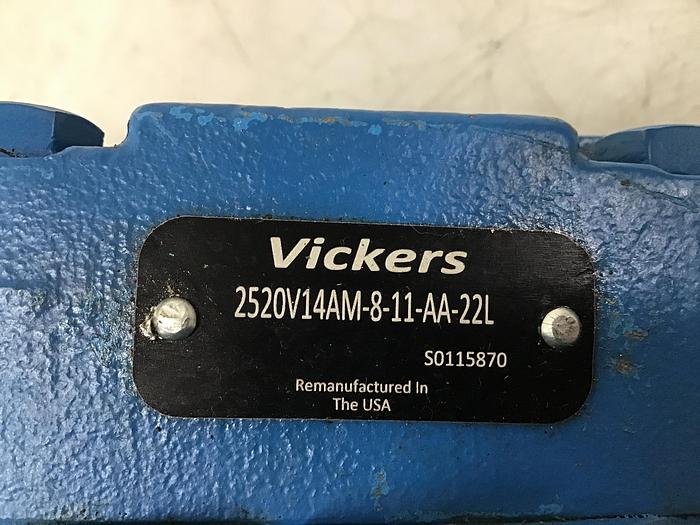 Vickers
2520V14AM-8-11-AA-22L
S0115870
Remanufactured In
The USA